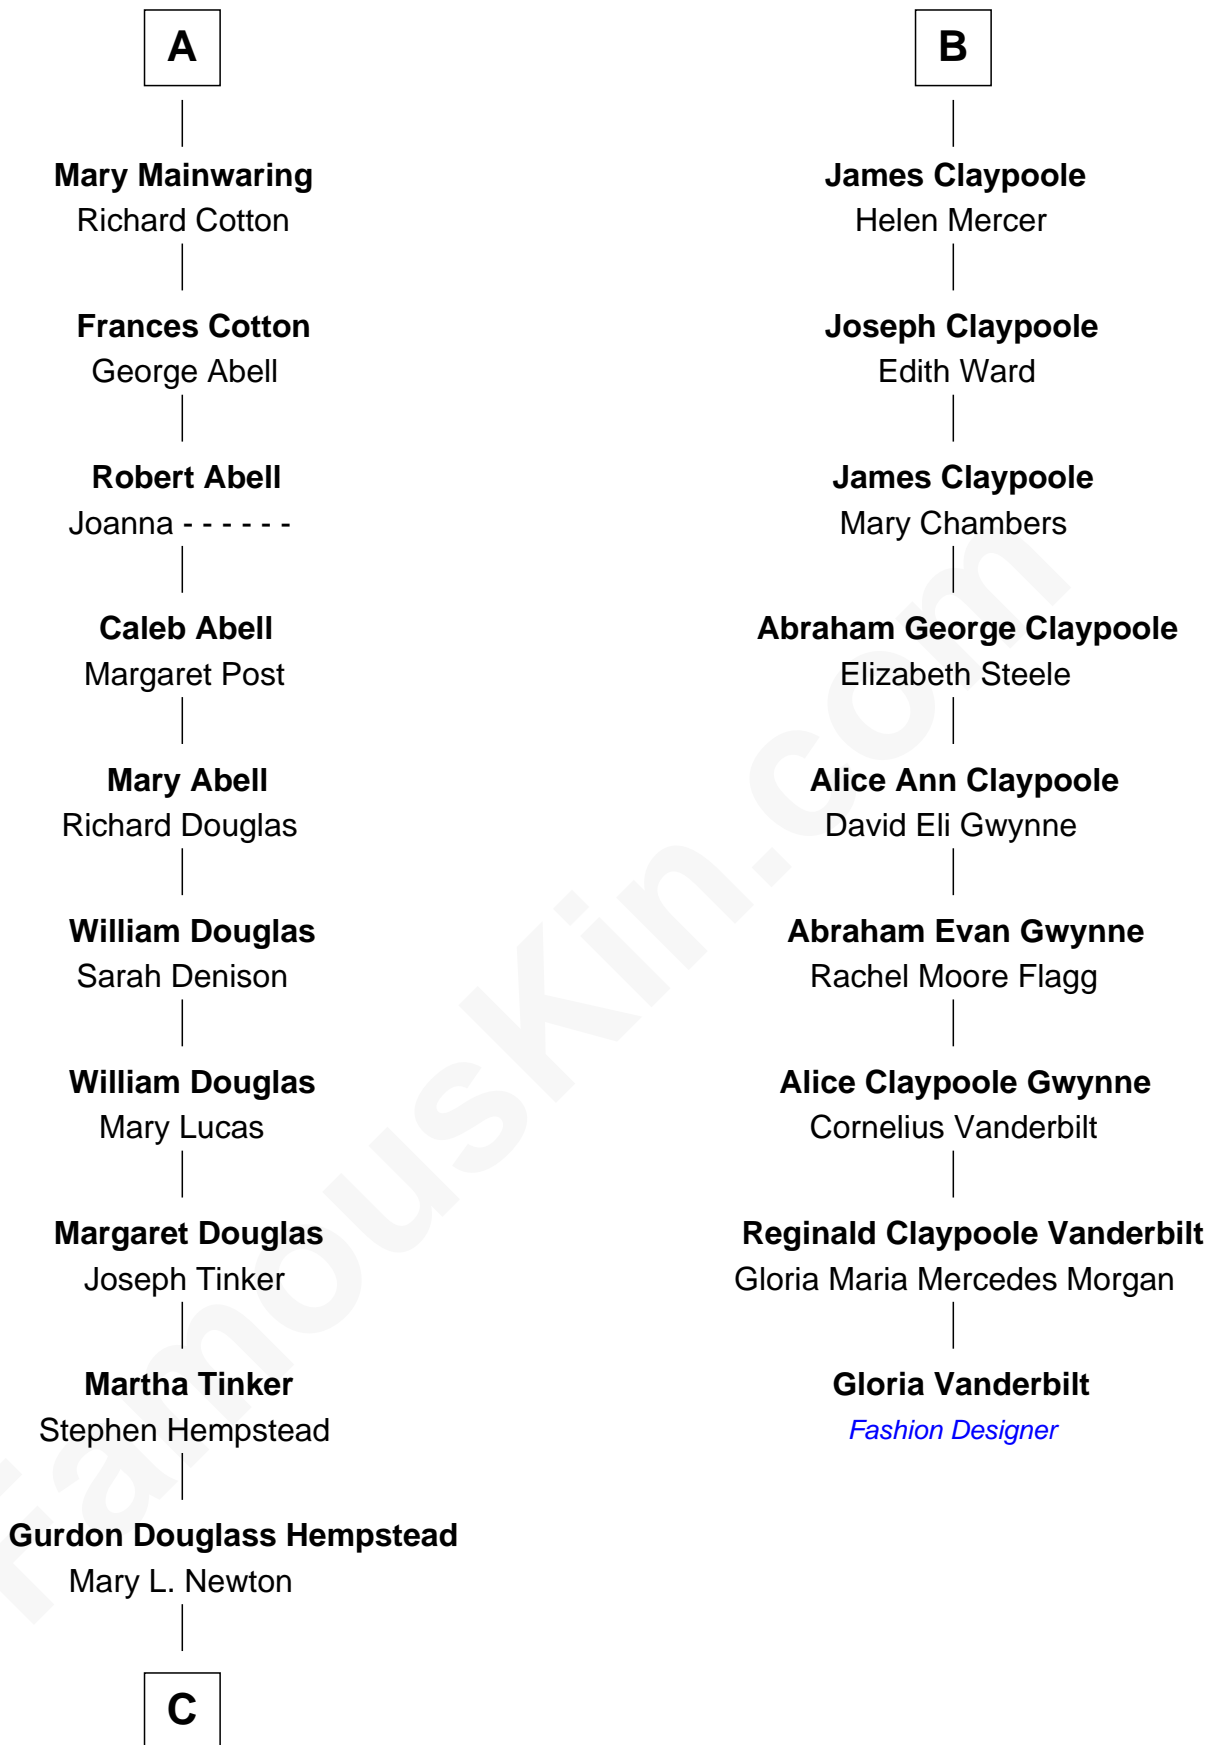 A
Mary Mainwaring
Richard Cotton
Frances Cotton
George Abell
Robert Abell
Joanna - - - - - -
Caleb Abell
Margaret Post
Mary Abell
Richard Douglas
William Douglas
Sarah Denison
William Douglas
Mary Lucas
Margaret Douglas
Joseph Tinker
Martha Tinker
Stephen Hempstead
Gurdon Douglass Hempstead
Mary L. Newton
C
B
James Claypoole
Helen Mercer
Joseph Claypoole
Edith Ward
James Claypoole
Mary Chambers
Abraham George Claypoole
Elizabeth Steele
Alice Ann Claypoole
David Eli Gwynne
Abraham Evan Gwynne
Rachel Moore Flagg
Alice Claypoole Gwynne
Cornelius Vanderbilt
Reginald Claypoole Vanderbilt
Gloria Maria Mercedes Morgan
Gloria Vanderbilt
Fashion Designer
FamousKin.com